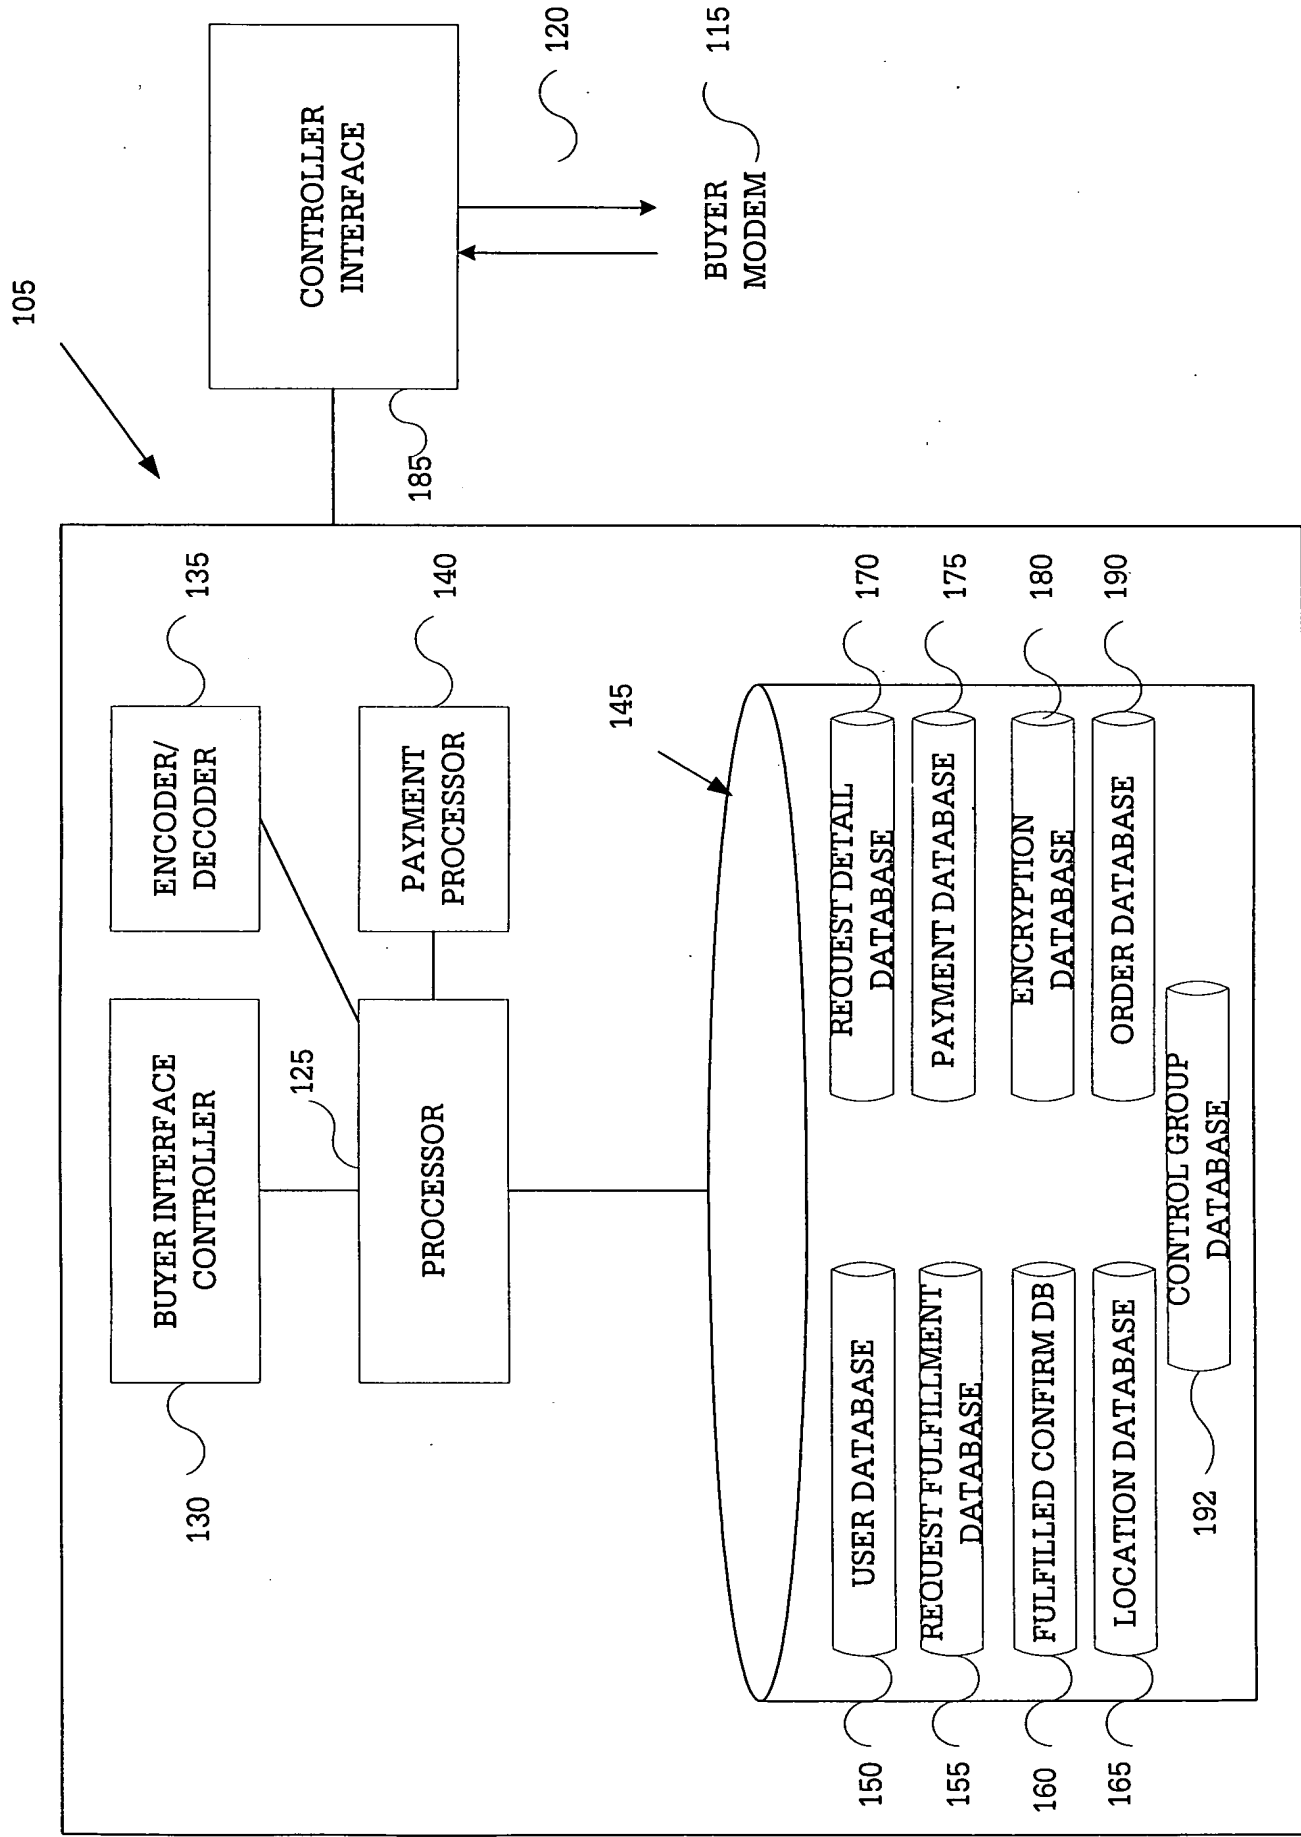 105
CONTROLLER
INTERFACE
120
115
BUYER
MODEM
185
ENCODER/
DECODER
135
PAYMENT
PROCESSOR
140
BUYER INTERFACE
CONTROLLER
130
125
PROCESSOR
145
REQUEST DETAIL
DATABASE
170
PAYMENT DATABASE
175
ENCRYPTION
DATABASE
180
ORDER DATABASE
190
USER DATABASE
150
REQUEST FULFILLMENT
DATABASE
155
FULFILLED CONFIRM DB
160
LOCATION DATABASE
165
CONTROL GROUP
DATABASE
192